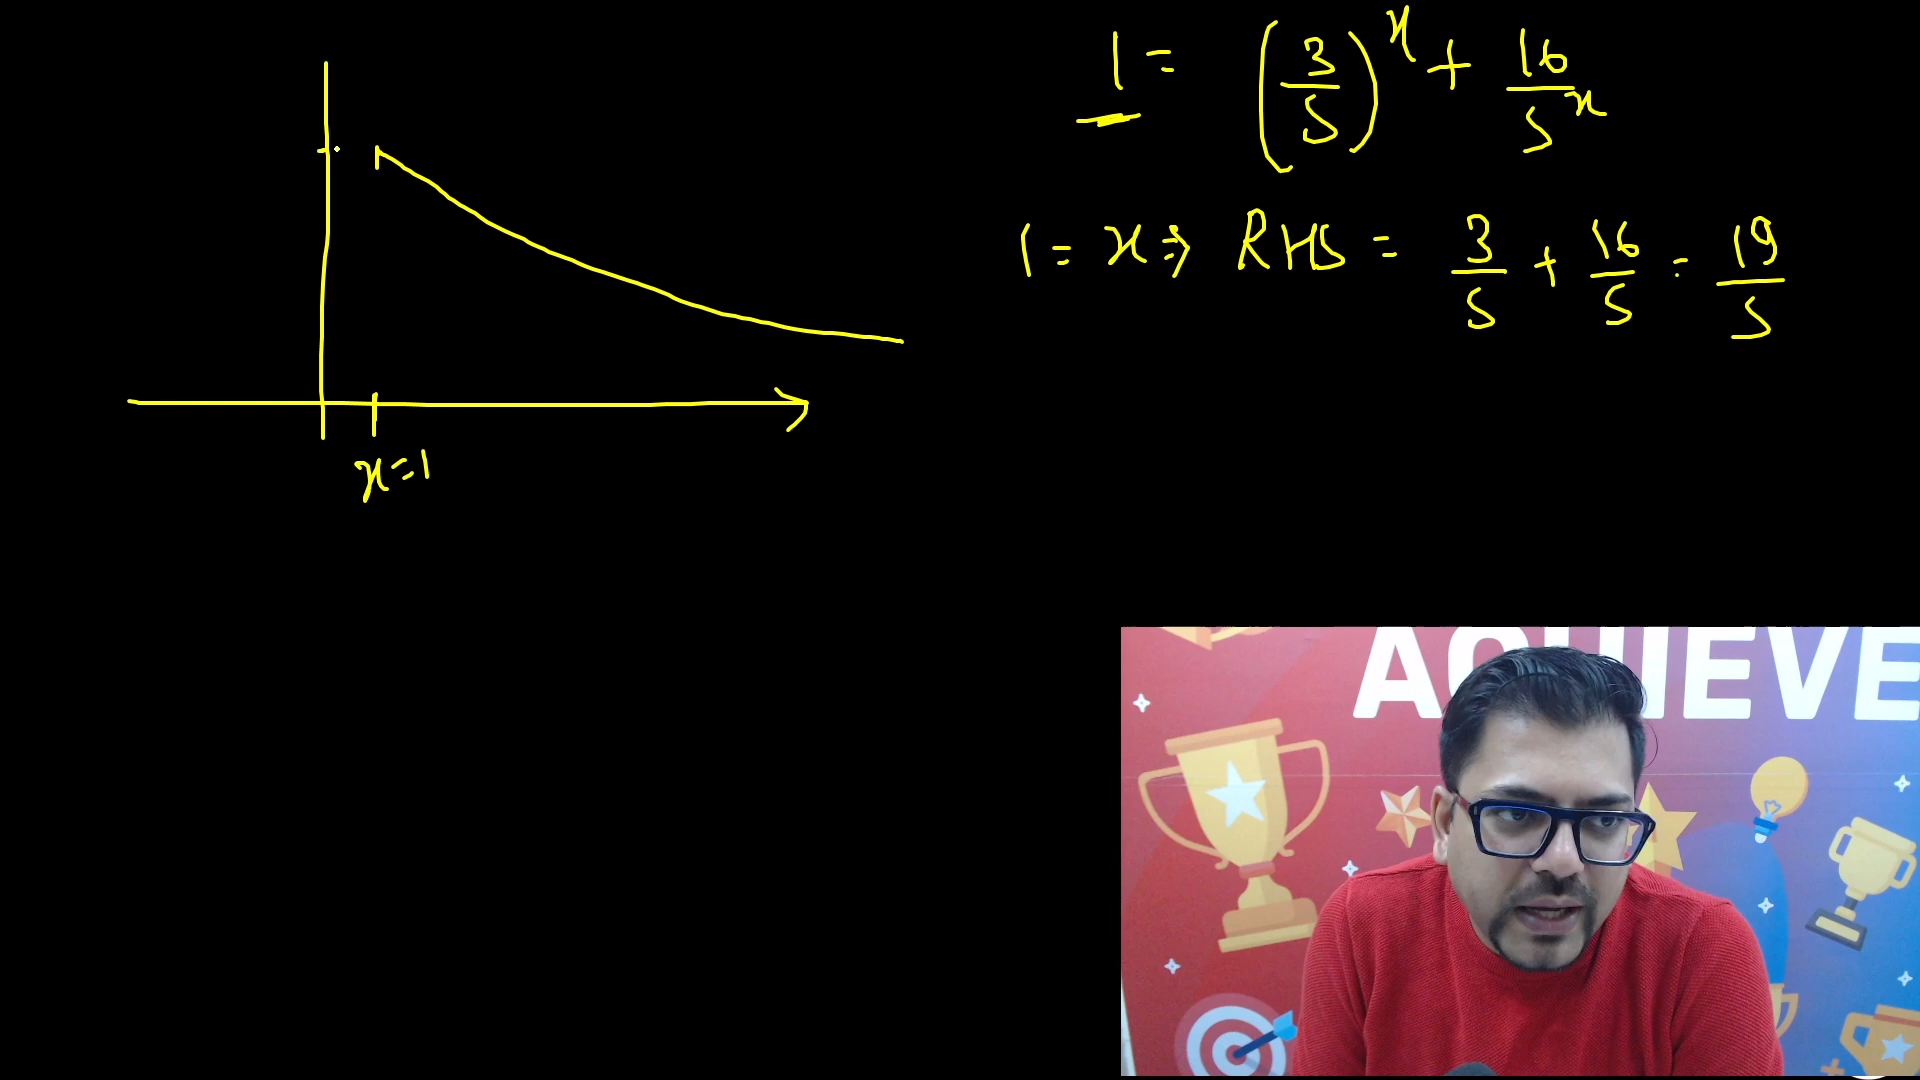 1 = (3/5)^x + 16/5^x
1 = x ⇒ RHS = 3/5 + 16/5 = 19/5
x=1
ACHIEVE